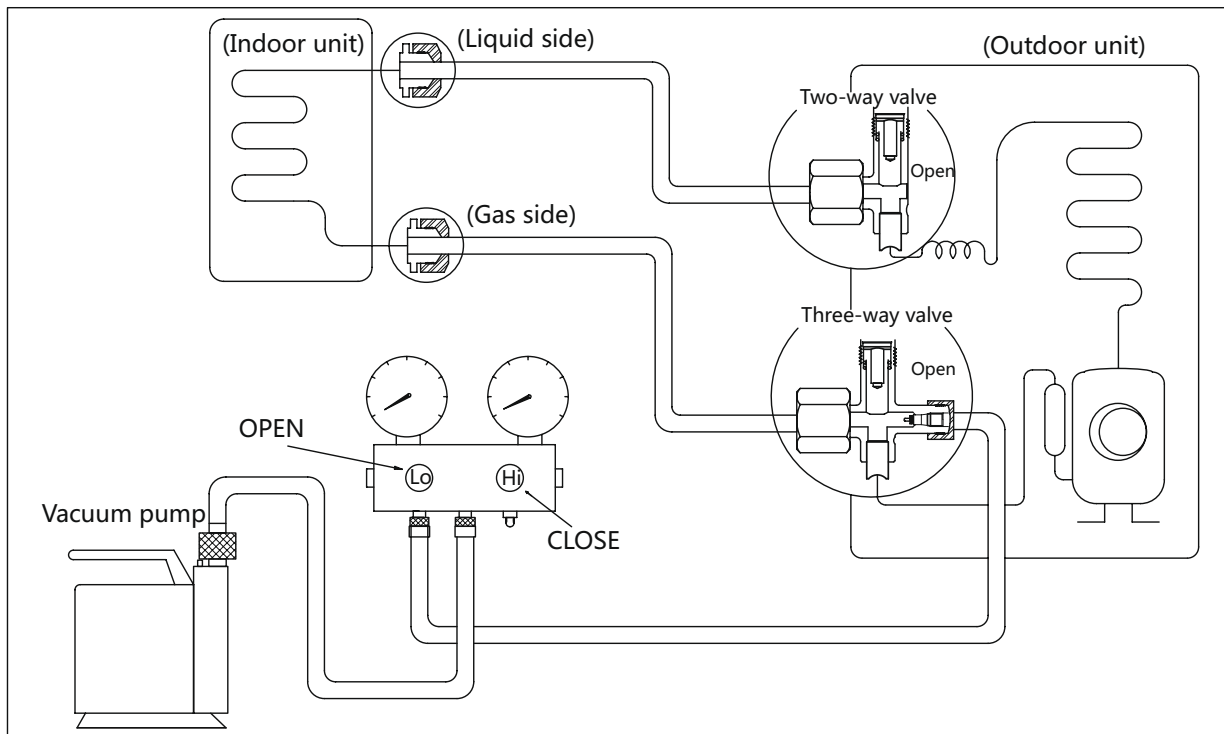 (Indoor unit)
(Liquid side)
(Outdoor unit)
Two-way valve
Open
(Gas side)
Three-way valve
Open
OPEN
Lo
Hi
CLOSE
Vacuum pump